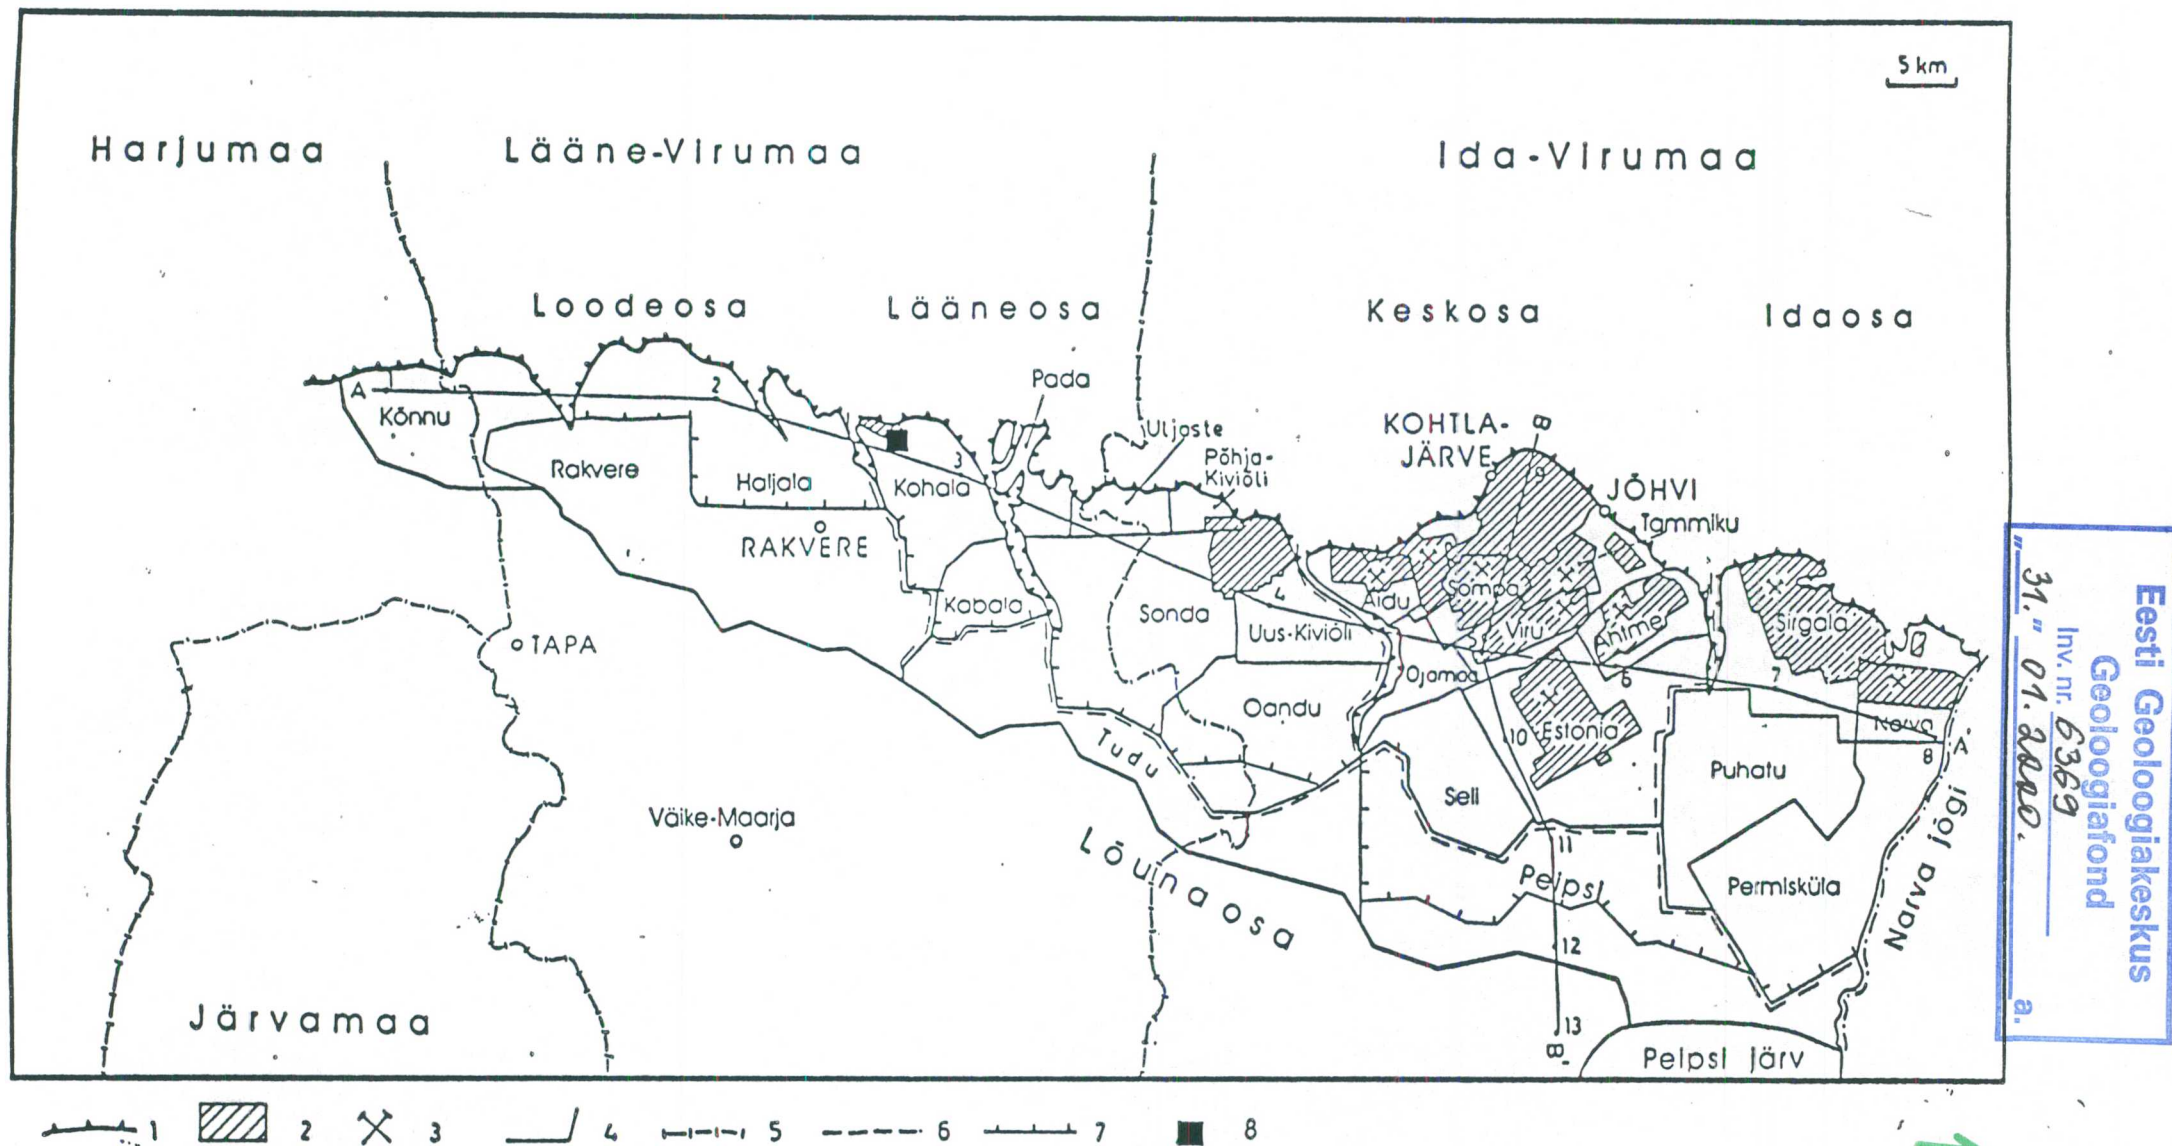 5 km
Harjumaa
Lääne-Virumaa
Ida-Virumaa
Loodeosa
Lääneosa
Keskosa
Idaosa
Pada
A
2
Kõnnu
Uljaste
KOHTLA-
JÄRVE
B
Põhja-
Kiviõli
Rakvere
Haljala
3
Kohala
JÕHVI
Tammiku
RAKVERE
Kabala
Sonda
4
Aidu
Sompa
Viru
Ahtme
Sirgala
Uus-Kiviõli
TAPA
Ojamaa
6
7
Oandu
Narva
Tudu
10
Estonia
A'
8
Puhatu
Seli
Väike-Maarja
11
Lõunaosa
Peipsi
Permisküla
Narva jõgi
12
Järvamaa
13
B'
Peipsi järv
1
2
3
4
5
6
7
8
Eesti Geoloogiakeskus
Geoloogiafond
Inv. nr. 6369
"31." 01. 2000. a.